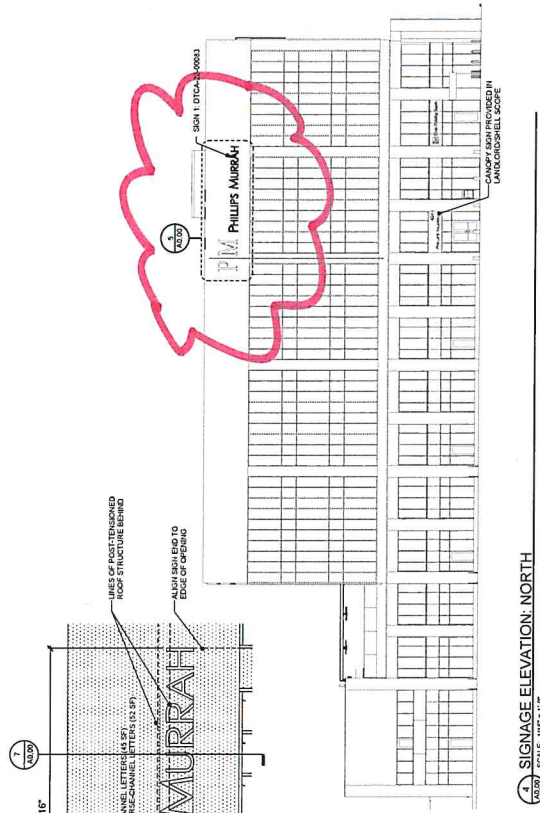 7
A0.00
16"
NNEL LETTERS (45 SF)
RSE-CHANNEL LETTERS (52 SF)
MURRAH
LINES OF POST-TENSIONED
ROOF STRUCTURE BEHIND
ALIGN SIGN END TO
EDGE OF OPENING
5
A0.00
SIGN 1: DTCA-22-00083
PM PHILLIPS MURRAH
CANOPY SIGN PROVIDED IN
LANDLORD/SHELL SCOPE
4
A0.00
SIGNAGE ELEVATION: NORTH